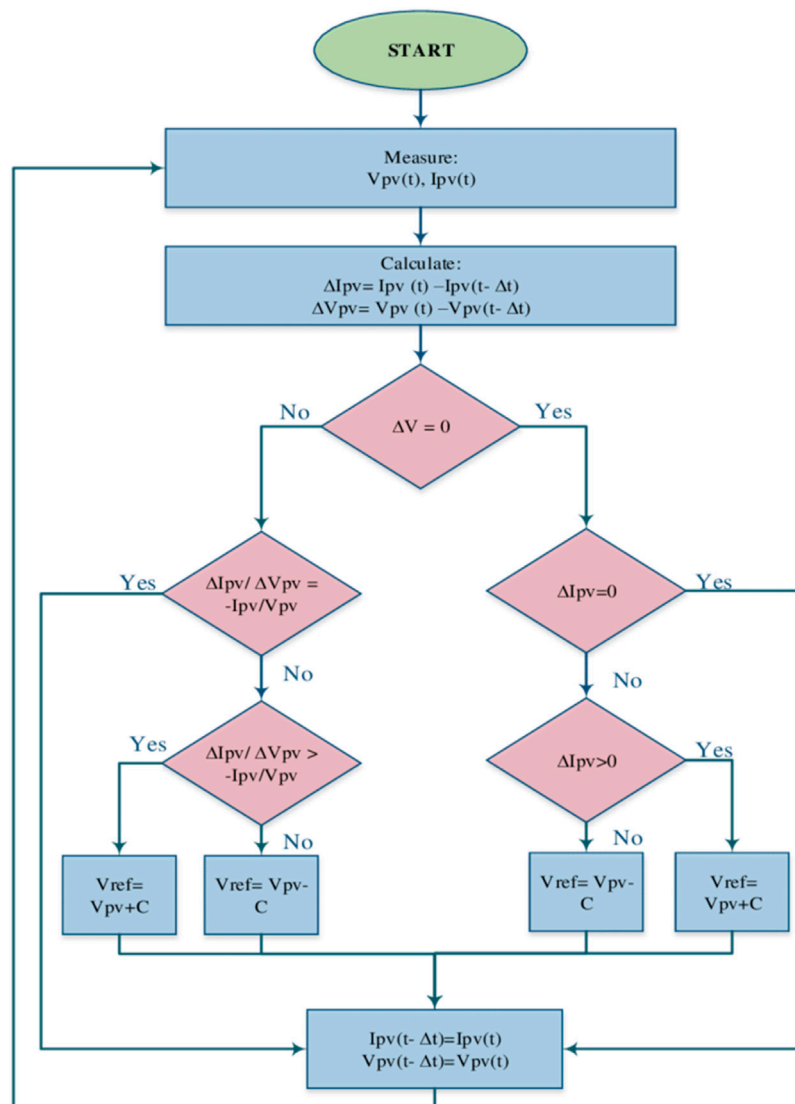 START
Measure:
Vpv(t), Ipv(t)
Calculate:
ΔIpv= Ipv (t) –Ipv(t- Δt)
ΔVpv= Vpv (t) –Vpv(t- Δt)
No
ΔV = 0
Yes
Yes
ΔIpv/ ΔVpv =
-Ipv/Vpv
ΔIpv=0
Yes
No
No
Yes
ΔIpv/ ΔVpv >
-Ipv/Vpv
ΔIpv>0
Yes
No
No
Vref=
Vpv+C
Vref= Vpv-
C
Vref= Vpv-
C
Vref=
Vpv+C
Ipv(t- Δt)=Ipv(t)
Vpv(t- Δt)=Vpv(t)